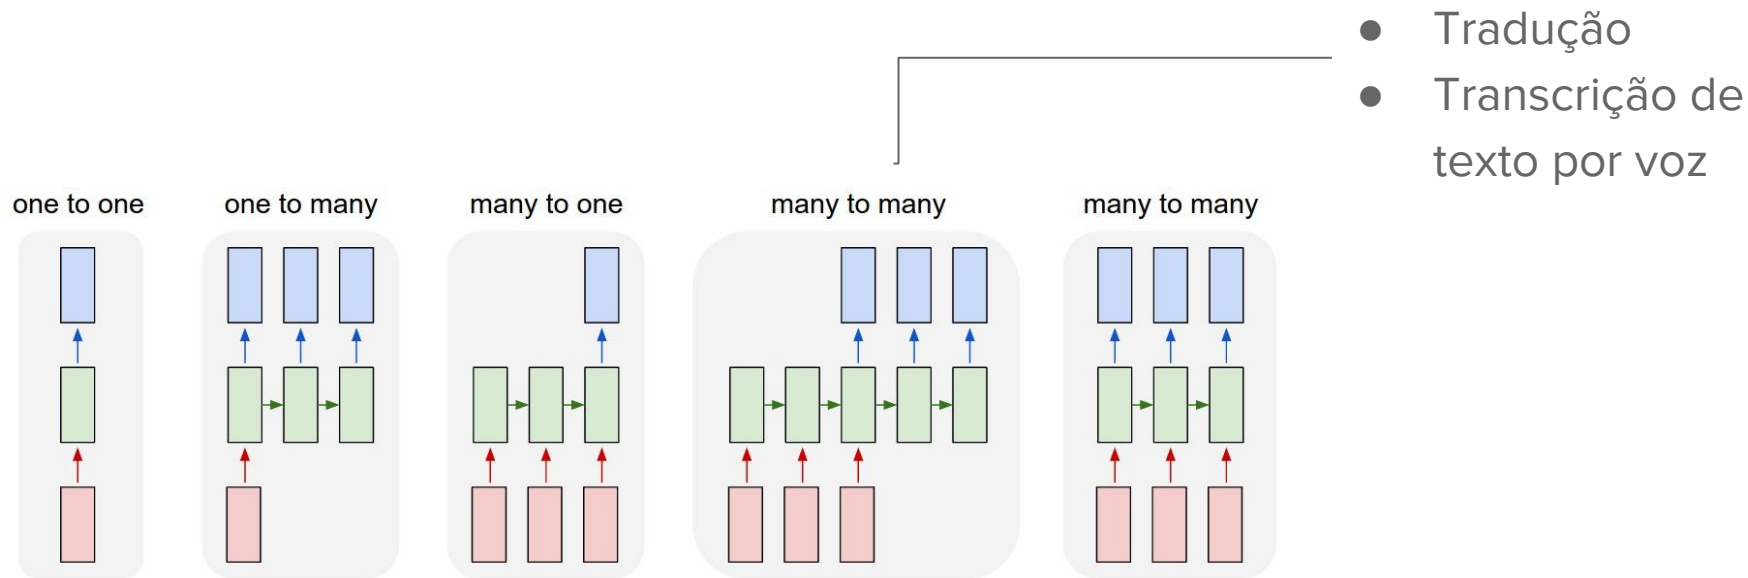 ● Tradução
● Transcrição de
texto por voz
one to one
one to many
many to one
many to many
many to many